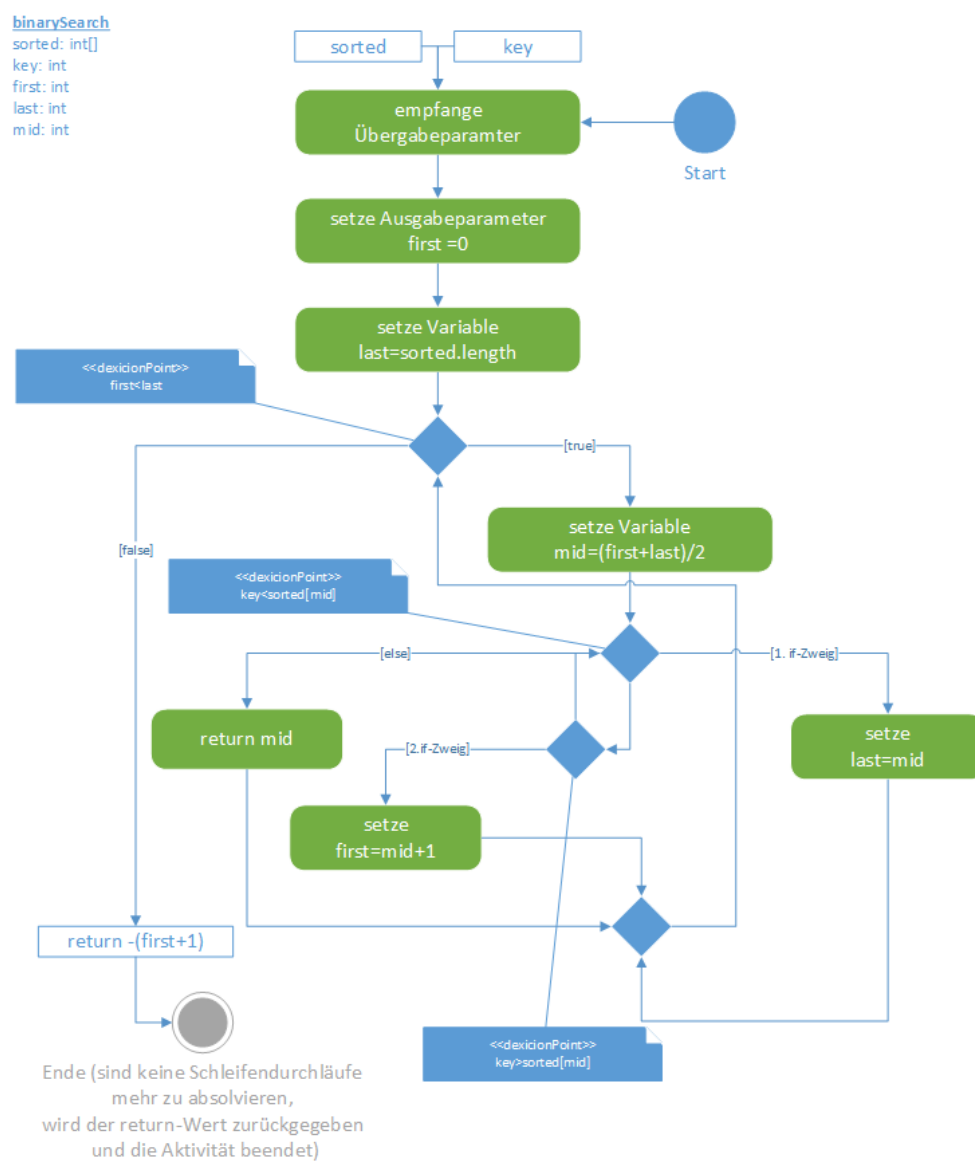 binarySearch
sorted: int[]
key: int
first: int
last: int
mid: int
sorted
key
empfange
Übergabeparamter
Start
setze Ausgabeparameter
first =0
setze Variable
last=sorted.length
<<dexicionPoint>>
first<last
[true]
[false]
setze Variable
mid=(first+last)/2
<<dexicionPoint>>
key<sorted[mid]
[else]
[1. if-Zweig]
return mid
[2.if-Zweig]
setze
last=mid
setze
first=mid+1
return -(first+1)
<<dexicionPoint>>
key>sorted[mid]
Ende (sind keine Schleifendurchläufe
mehr zu absolvieren,
wird der return-Wert zurückgegeben
und die Aktivität beendet)